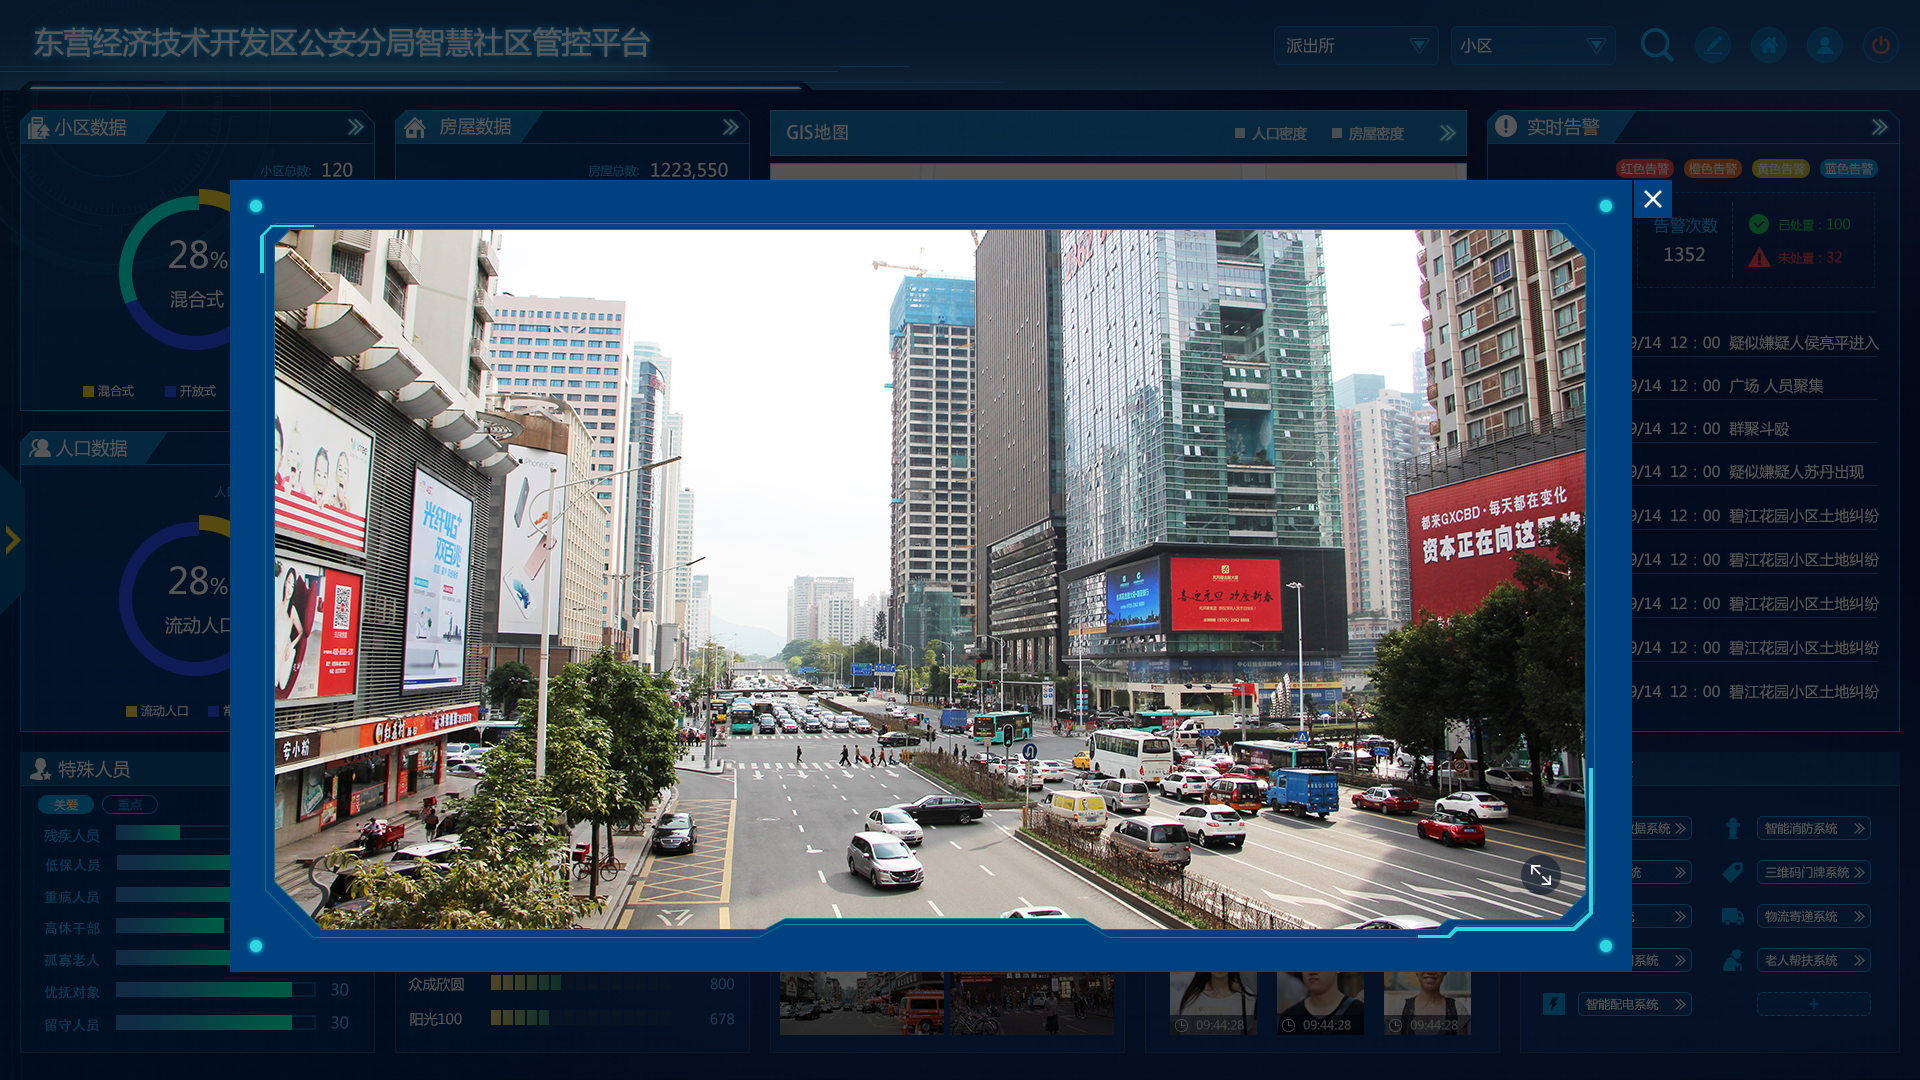 东营经济技术开发区公安分局智慧社区管控平台
派出所
小区
小区数据
房屋数据
GIS地图
人口密度
房屋密度
实时告警
小区总数: 120
房屋总数: 1223,550
红色告警
橙色告警
黄色告警
蓝色告警
28%
混合式
混合式
开放式
告警次数
1352
已处置：100
未处置：32
9/14 12：00 疑似嫌疑人侯亮平进入
9/14 12：00 广场 人员聚集
9/14 12：00 群聚斗殴
9/14 12：00 疑似嫌疑人苏丹出现
9/14 12：00 碧江花园小区土地纠纷
9/14 12：00 碧江花园小区土地纠纷
9/14 12：00 碧江花园小区土地纠纷
9/14 12：00 碧江花园小区土地纠纷
9/14 12：00 碧江花园小区土地纠纷
人口数据
28%
流动人口
流动人口
iPhone 6s
光纤4G+
双百兆
安小粉
都来GXCBD·每天都在变化
资本正在向这里
喜迎元旦 欢度新春
特殊人员
关爱
重点
残疾人员
低保人员
重病人员
高休干部
孤寡老人
优抚对象 30
留守人员 30
众成欣圆 800
阳光100 678
09:44:28
09:44:28
09:44:28
据系统
智能消防系统
统
三维码门牌系统
物流寄递系统
系统
老人帮扶系统
智能配电系统
+